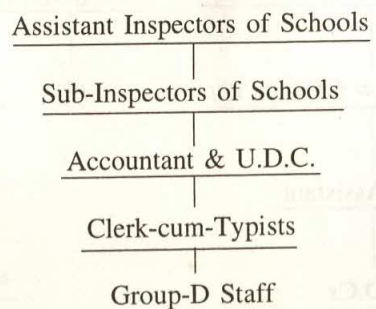 Assistant Inspectors of Schools
Sub-Inspectors of Schools
Accountant & U.D.C.
Clerk-cum-Typists
Group-D Staff